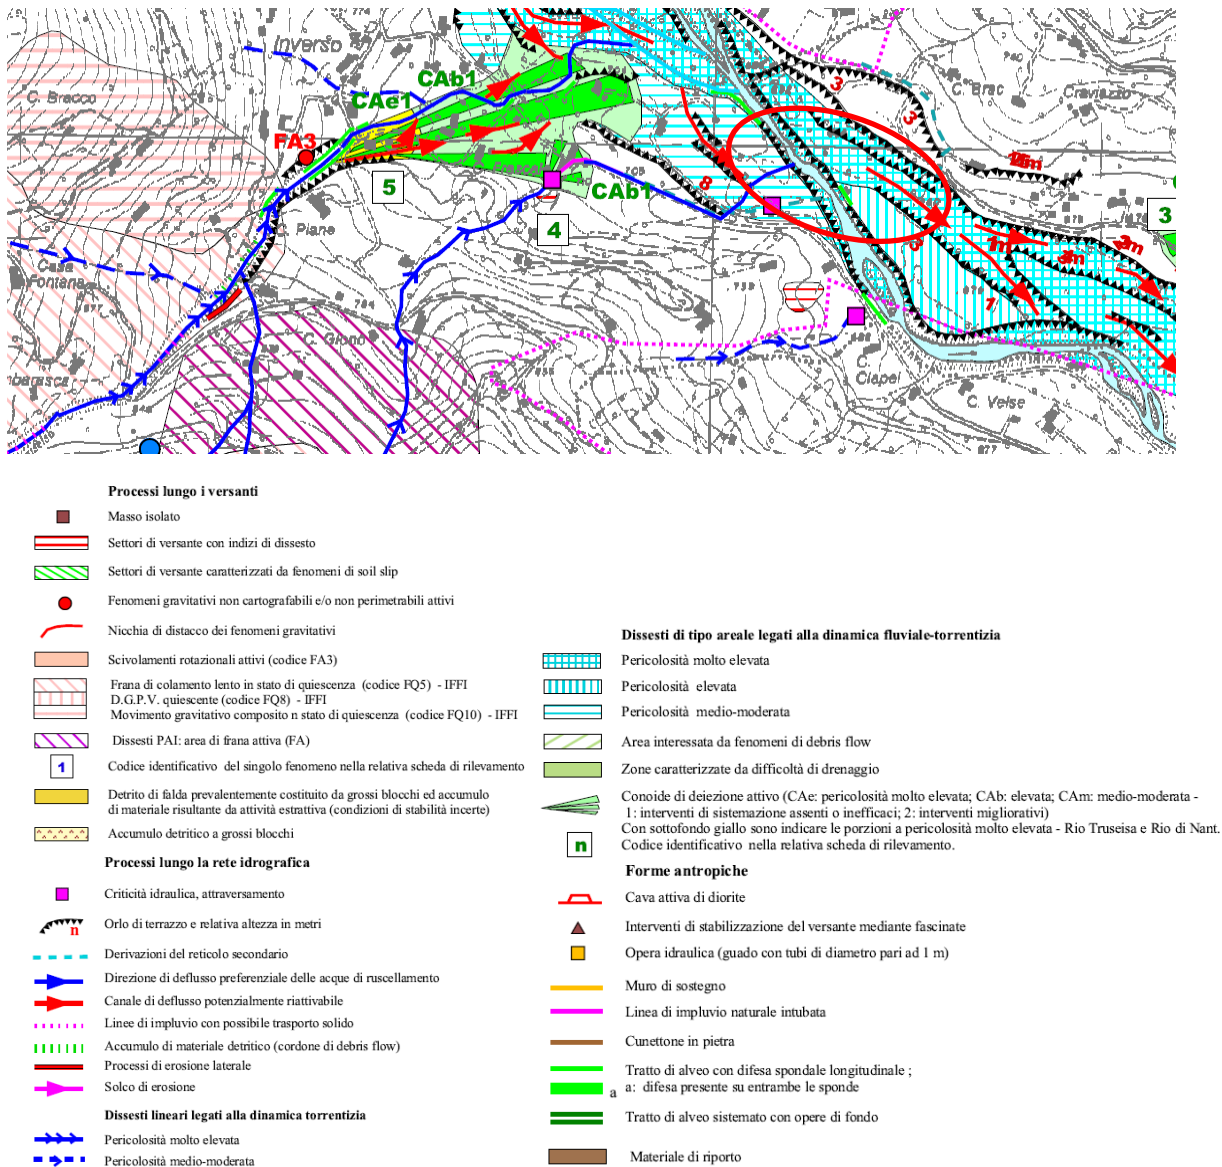 774
Inverso
CAb1
C. Bracco
CAe1
FA3
3
C. Brac
Craviazzo
3
5
705
CAb1
8
3
4
C. Piane
3
Casa
Fontana
677
739
1
764
C. Giono
C.
Ciapei
C. Velse
677
Processi lungo i versanti
Masso isolato
Settori di versante con indizi di dissesto
Settori di versante caratterizzati da fenomeni di soil slip
Fenomeni gravitativi non cartografabili e/o non perimetrabili attivi
Nicchia di distacco dei fenomeni gravitativi
Scivolamenti rotazionali attivi (codice FA3)
Frana di colamento lento in stato di quiescenza (codice FQ5) - IFFI
D.G.P.V. quiescente (codice FQ8) - IFFI
Movimento gravitativo composito n stato di quiescenza (codice FQ10) - IFFI
Dissesti PAI: area di frana attiva (FA)
1 Codice identificativo del singolo fenomeno nella relativa scheda di rilevamento
Detrito di falda prevalentemente costituito da grossi blocchi ed accumulo
di materiale risultante da attività estrattiva (condizioni di stabilità incerte)
Accumulo detritico a grossi blocchi
Processi lungo la rete idrografica
Criticità idraulica, attraversamento
n Orlo di terrazzo e relativa altezza in metri
Derivazioni del reticolo secondario
Direzione di deflusso preferenziale delle acque di ruscellamento
Canale di deflusso potenzialmente riattivabile
Linee di impluvio con possibile trasporto solido
Accumulo di materiale detritico (cordone di debris flow)
Processi di erosione laterale
Solco di erosione
Dissesti lineari legati alla dinamica torrentizia
Pericolosità molto elevata
Pericolosità medio-moderata
Dissesti di tipo areale legati alla dinamica fluviale-torrentizia
Pericolosità molto elevata
Pericolosità elevata
Pericolosità medio-moderata
Area interessata da fenomeni di debris flow
Zone caratterizzate da difficoltà di drenaggio
Conoide di deiezione attivo (CAe: pericolosità molto elevata; CAb: elevata; CAm: medio-moderata -
1: interventi di sistemazione assenti o inefficaci; 2: interventi migliorativi)
Con sottofondo giallo sono indicare le porzioni a pericolosità molto elevata - Rio Truseisa e Rio di Nant.
n Codice identificativo nella relativa scheda di rilevamento.
Forme antropiche
Cava attiva di diorite
Interventi di stabilizzazione del versante mediante fascinate
Opera idraulica (guado con tubi di diametro pari ad 1 m)
Muro di sostegno
Linea di impluvio naturale intubata
Cunettone in pietra
Tratto di alveo con difesa spondale longitudinale ;
a a: difesa presente su entrambe le sponde
Tratto di alveo sistemato con opere di fondo
Materiale di riporto